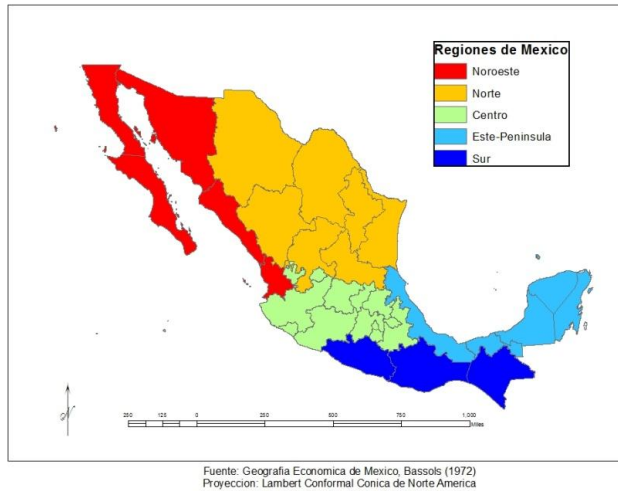 Regiones de Mexico
Noroeste
Norte
Centro
Este-Peninsula
Sur
N
250 125 0 250 500 750 1,000
Miles
Fuente: Geografia Economica de Mexico, Bassols (1972)
Proyeccion: Lambert Conformal Conica de Norte America